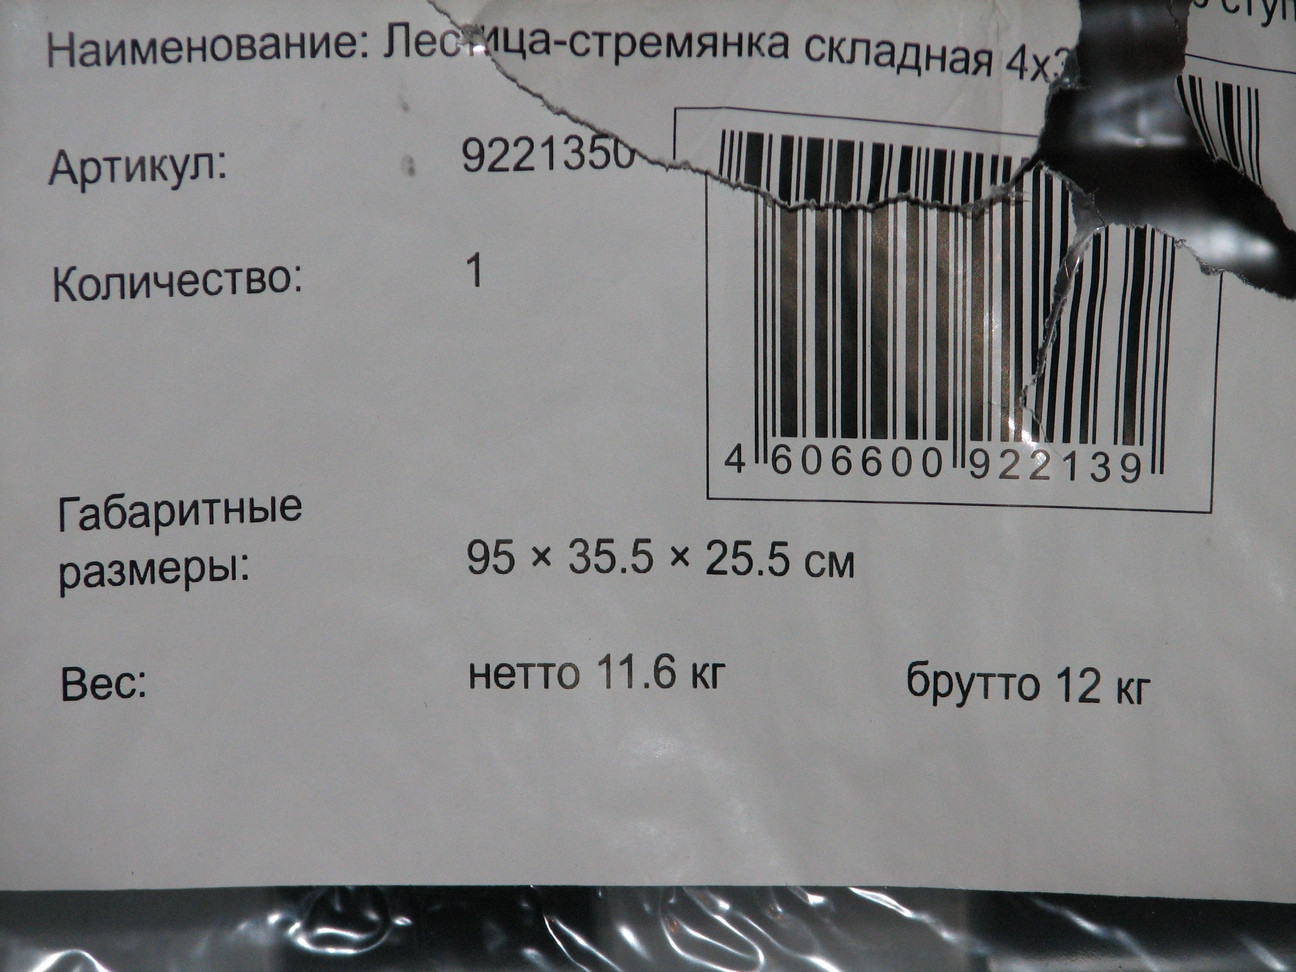 Наименование: Лестница-стремянка складная 4х3
Артикул: 9221350
Количество: 1
4 606600 922139
Габаритные
размеры: 95 × 35.5 × 25.5 см
Вес: нетто 11.6 кг брутто 12 кг